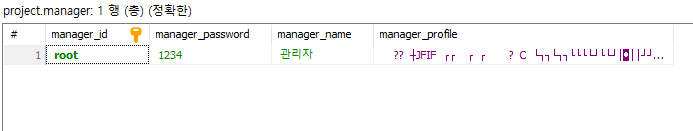 project.manager: 1 행 (총) (정확한)
# manager_id manager_password manager_name manager_profile
1 root 1234 관리자 ?? ┼JFIF ┌┌ ┌ ┌ ? C